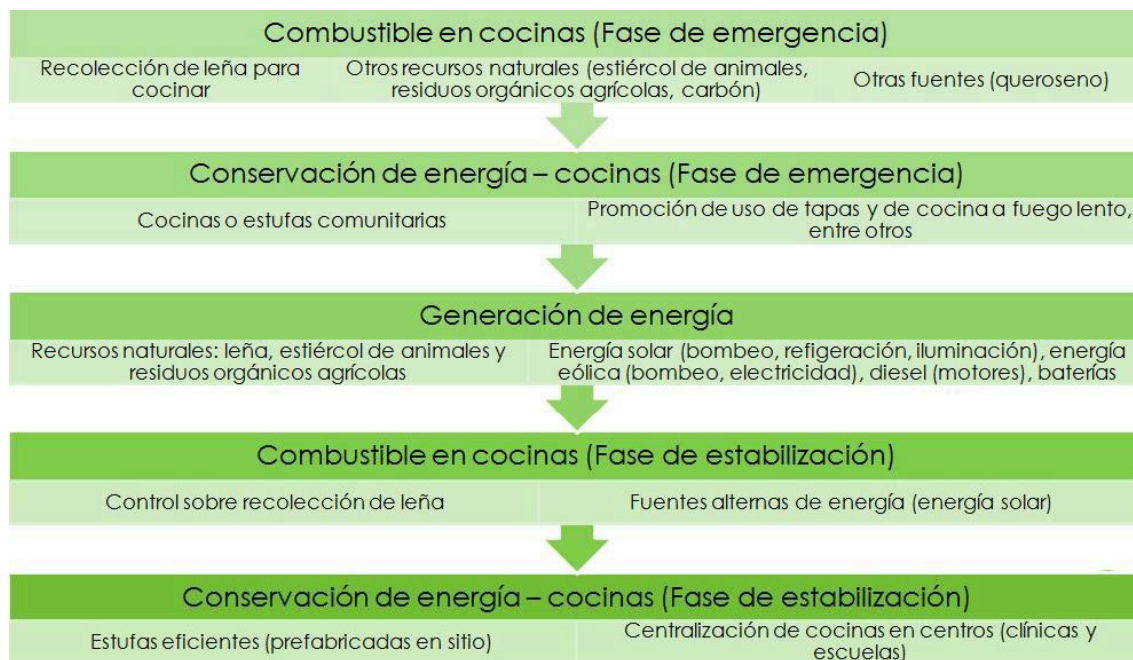 Combustible en cocinas (Fase de emergencia)
Recolección de leña para
cocinar
Otros recursos naturales (estiércol de animales,
residuos orgánicos agrícolas, carbón)
Otras fuentes (queroseno)
Conservación de energía – cocinas (Fase de emergencia)
Cocinas o estufas comunitarias
Promoción de uso de tapas y de cocina a fuego lento,
entre otros
Generación de energía
Recursos naturales: leña, estiércol de animales y
residuos orgánicos agrícolas
Energía solar (bombeo, refigeración, iluminación), energía
eólica (bombeo, electricidad), diesel (motores), baterías
Combustible en cocinas (Fase de estabilización)
Control sobre recolección de leña
Fuentes alternas de energía (energía solar)
Conservación de energía – cocinas (Fase de estabilización)
Estufas eficientes (prefabricadas en sitio)
Centralización de cocinas en centros (clínicas y
escuelas)